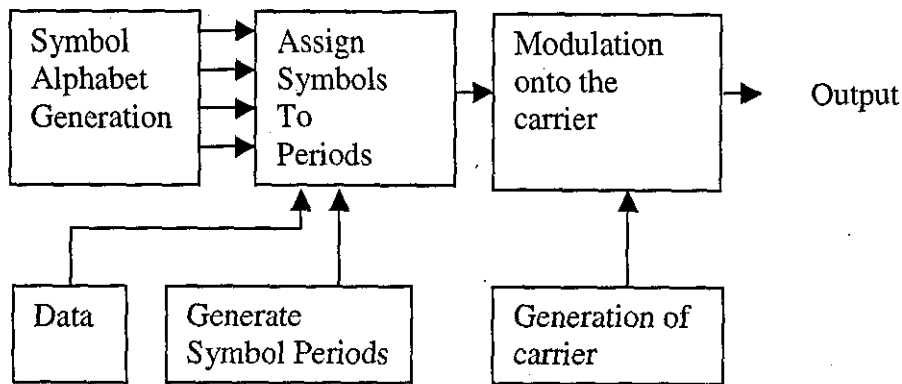 Symbol
Alphabet
Generation
Assign
Symbols
To
Periods
Modulation
onto the
carrier
Output
Data
Generate
Symbol Periods
Generation of
carrier